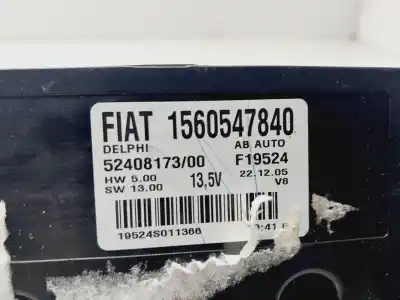 FIAT 1560547840
DELPHI AB AUTO
52408173/00 F19524
HW 5.00 13,5V 22.12.05
SW 13.00 V8
19524S011366 :41